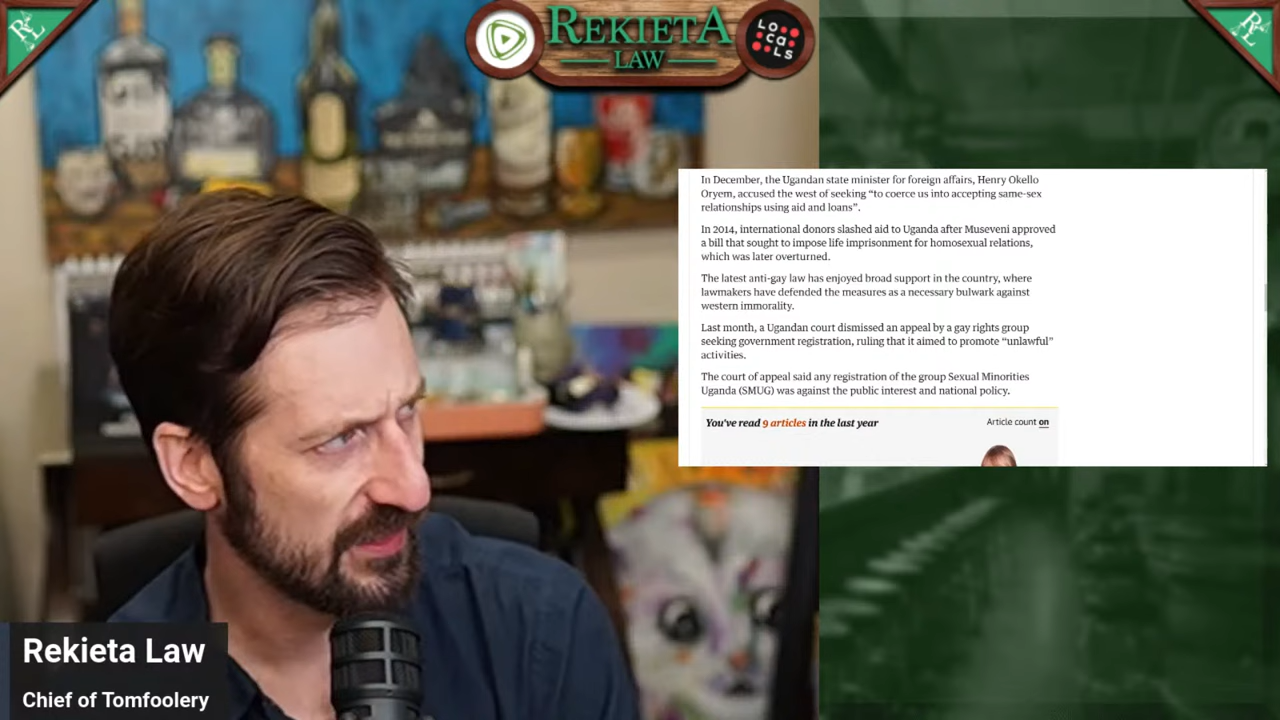 REKIETA
LAW
LOCALS
In December, the Ugandan state minister for foreign affairs, Henry Okello
Oryem, accused the west of seeking “to coerce us into accepting same-sex
relationships using aid and loans”.
In 2014, international donors slashed aid to Uganda after Museveni approved
a bill that sought to impose life imprisonment for homosexual relations,
which was later overturned.
The latest anti-gay law has enjoyed broad support in the country, where
lawmakers have defended the measures as a necessary bulwark against
western immorality.
Last month, a Ugandan court dismissed an appeal by a gay rights group
seeking government registration, ruling that it aimed to promote “unlawful”
activities.
The court of appeal said any registration of the group Sexual Minorities
Uganda (SMUG) was against the public interest and national policy.
You've read 9 articles in the last year
Article count on
Rekieta Law
Chief of Tomfoolery